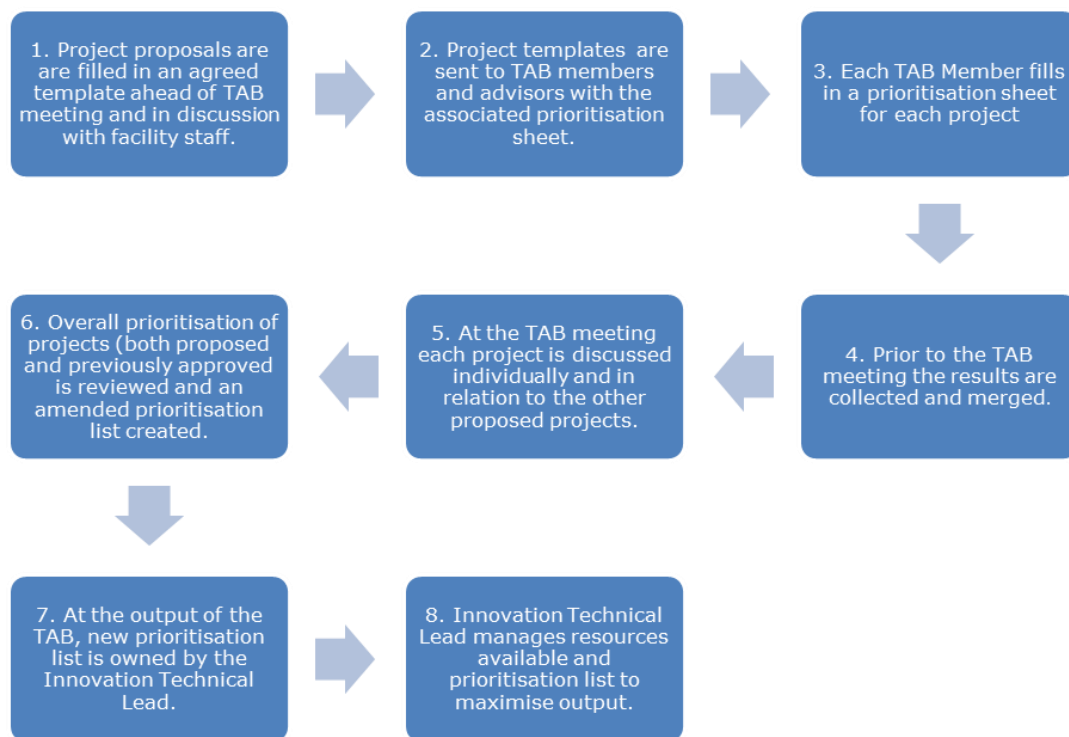 1. Project proposals are
are filled in an agreed
template ahead of TAB
meeting and in discussion
with facility staff.
2. Project templates are
sent to TAB members
and advisors with the
associated prioritisation
sheet.
3. Each TAB Member fills
in a prioritisation sheet
for each project
4. Prior to the TAB
meeting the results are
collected and merged.
5. At the TAB meeting
each project is discussed
individually and in
relation to the other
proposed projects.
6. Overall prioritisation of
projects (both proposed
and previously approved
is reviewed and an
amended prioritisation
list created.
7. At the output of the
TAB, new prioritisation
list is owned by the
Innovation Technical
Lead.
8. Innovation Technical
Lead manages resources
available and
prioritisation list to
maximise output.